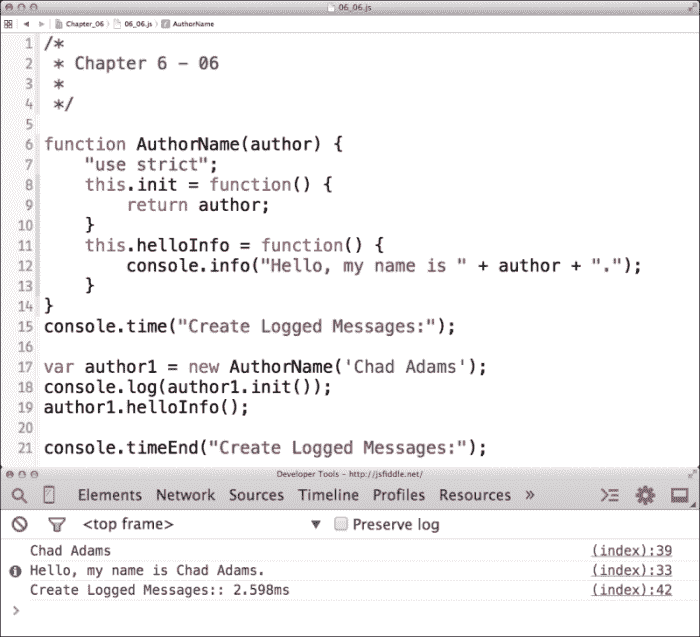 06_06.js
Chapter_06 06_06.js AuthorName
1 /*
2 * Chapter 6 - 06
3 *
4 */
5
6 function AuthorName(author) {
7 "use strict";
8 this.init = function() {
9 return author;
10 }
11 this.helloInfo = function() {
12 console.info("Hello, my name is " + author + ".");
13 }
14 }
15 console.time("Create Logged Messages:");
16
17 var author1 = new AuthorName('Chad Adams');
18 console.log(author1.init());
19 author1.helloInfo();
20
21 console.timeEnd("Create Logged Messages:");
Developer Tools - http://jsfiddle.net/
Elements Network Sources Timeline Profiles Resources »
<top frame> ▼ Preserve log
Chad Adams (index):39
Hello, my name is Chad Adams. (index):33
Create Logged Messages:: 2.598ms (index):42
>